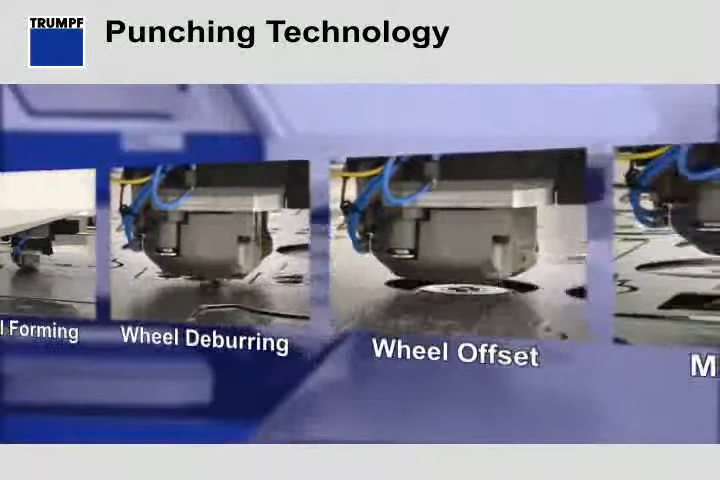 TRUMPF
Punching Technology
l Forming
Wheel Deburring
Wheel Offset
M